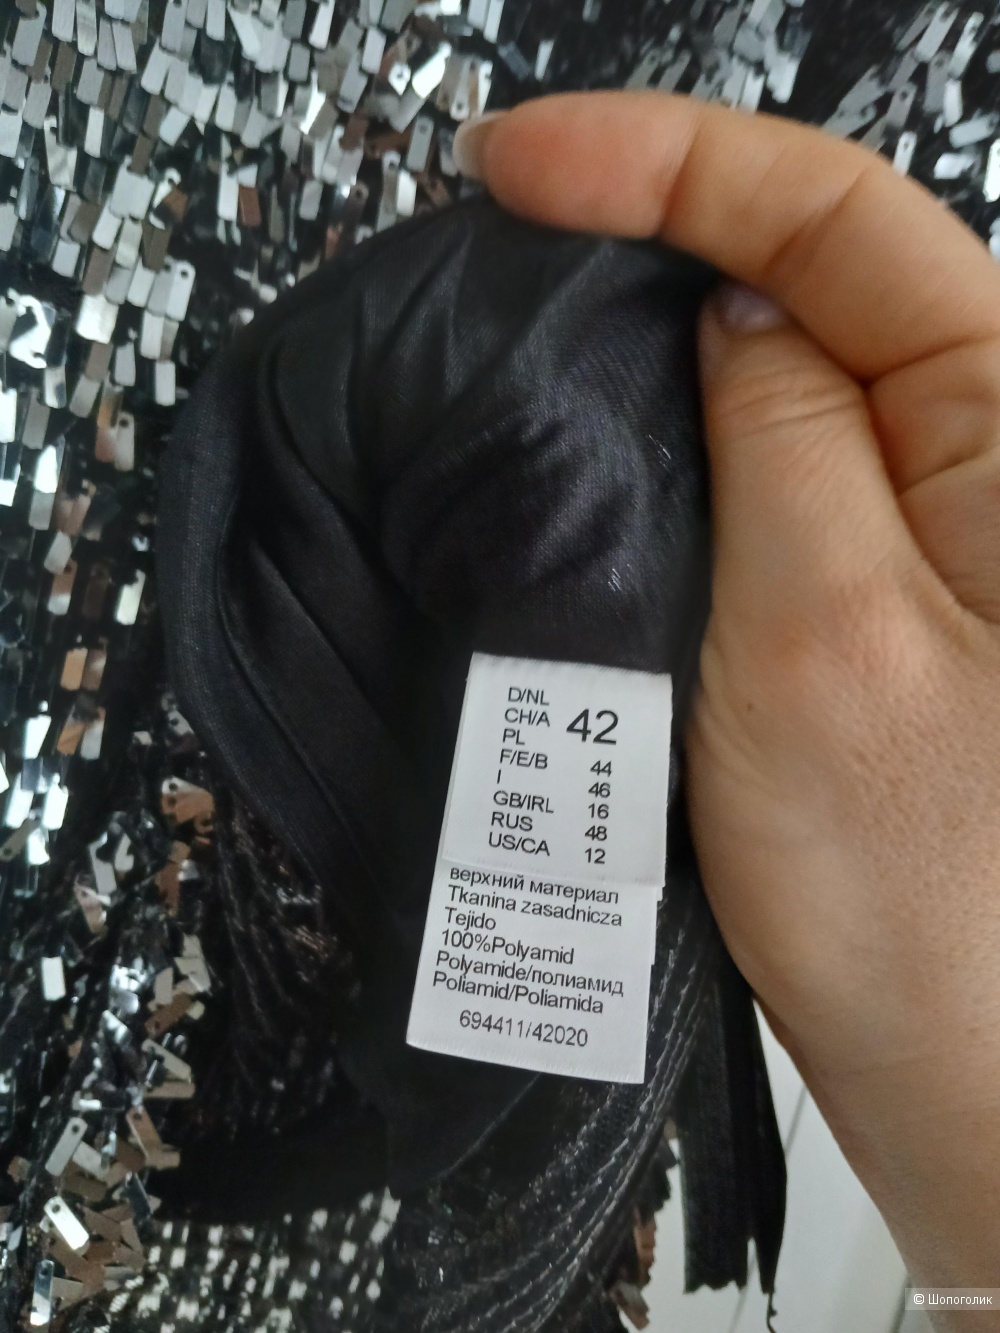 D/NL
CH/A 42
PL
F/E/B 44
I 46
GB/IRL 16
RUS 48
US/CA 12
верхний материал
Tkanina zasadnicza
Tejido
100%Polyamid
Polyamide/полиамид
Poliamid/Poliamida
694411/42020
© Шопоголик